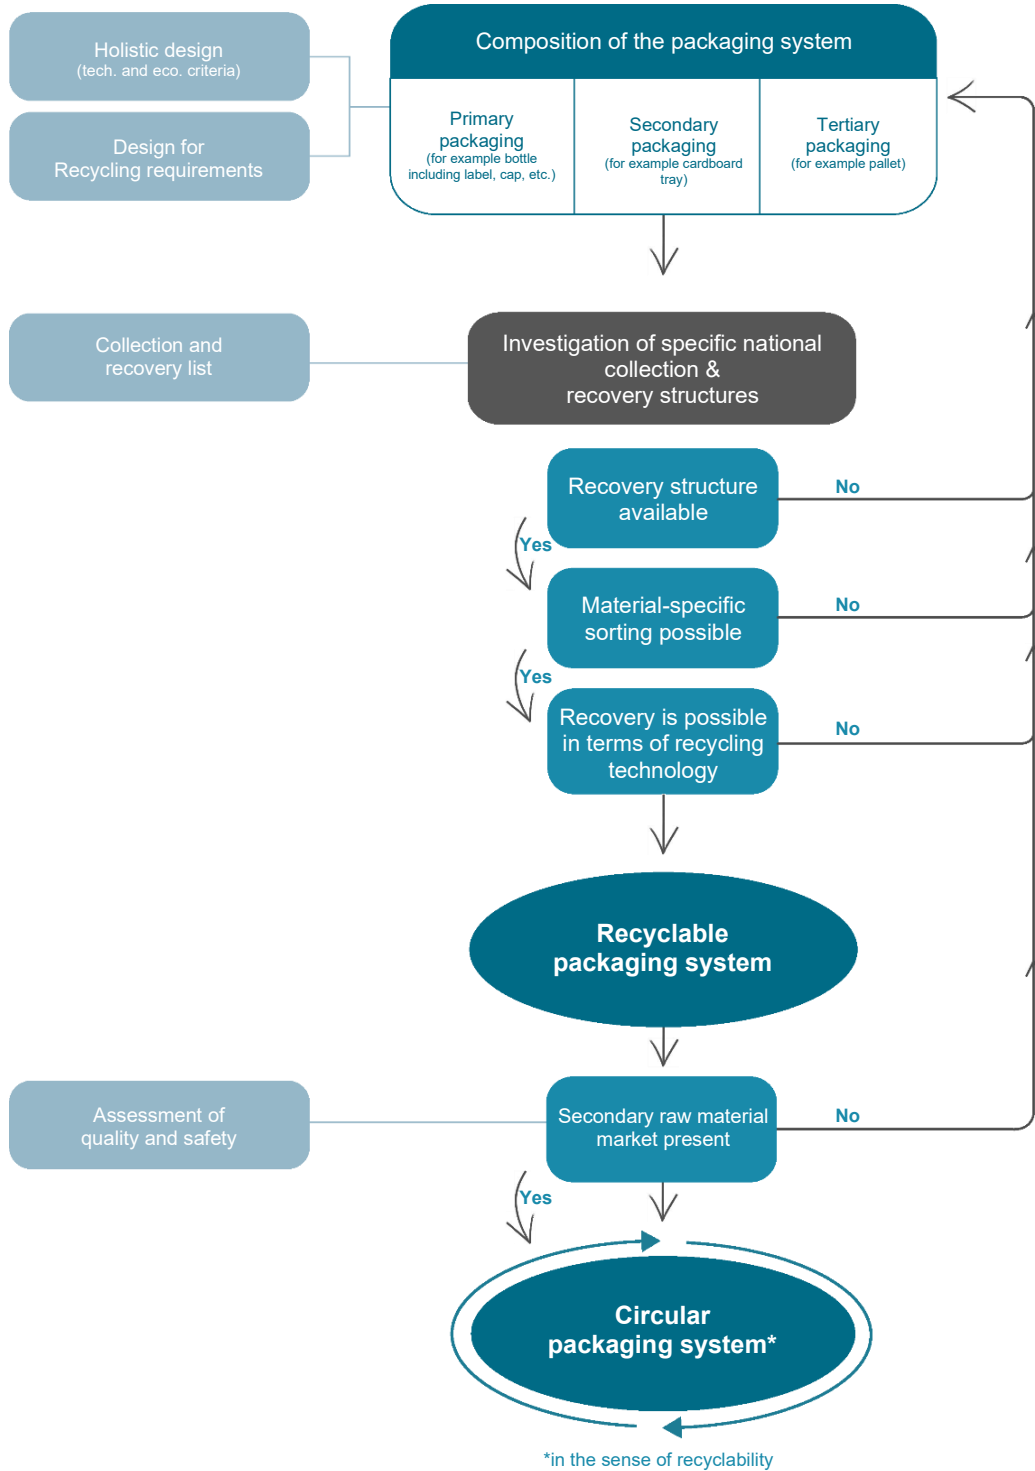 Holistic design
(tech. and eco. criteria)
Design for
Recycling requirements
Composition of the packaging system
Primary
packaging
(for example bottle
including label, cap, etc.)
Secondary
packaging
(for example cardboard
tray)
Tertiary
packaging
(for example pallet)
Collection and
recovery list
Investigation of specific national
collection &
recovery structures
Recovery structure
available
No
Yes
Material-specific
sorting possible
No
Yes
Recovery is possible
in terms of recycling
technology
No
Recyclable
packaging system
Assessment of
quality and safety
Secondary raw material
market present
No
Yes
Circular
packaging system*
*in the sense of recyclability